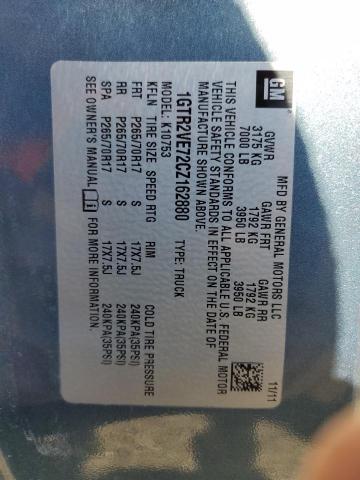 GM
MFD BY GENERAL MOTORS LLC
11/11
GVWR GAWR FRT GAWR RR
3175 KG 1792 KG 1792 KG
7000 LB 3950 LB 3950 LB
THIS VEHICLE CONFORMS TO ALL APPLICABLE U.S. FEDERAL MOTOR
VEHICLE SAFETY STANDARDS IN EFFECT ON THE DATE OF
MANUFACTURE SHOWN ABOVE.
1GTR2VE72CZ162880 TYPE: TRUCK
MODEL: K10753
KFLN TIRE SIZE SPEED RTG RIM COLD TIRE PRESSURE
FRT P265/70R17 S 17X7.5J 240KPA(35PSI)
RR P265/70R17 S 17X7.5J 240KPA(35PSI)
SPA P265/70R17 S 17X7.5J 240KPA(35PSI)
SEE OWNER'S MANUAL FOR MORE INFORMATION.